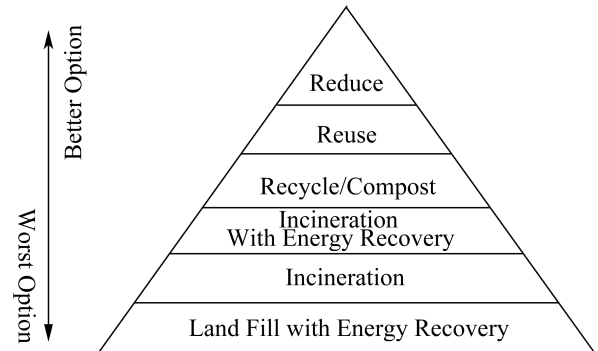 Better Option
Worst Option
Reduce
Reuse
Recycle/Compost
Incineration
With Energy Recovery
Incineration
Land Fill with Energy Recovery